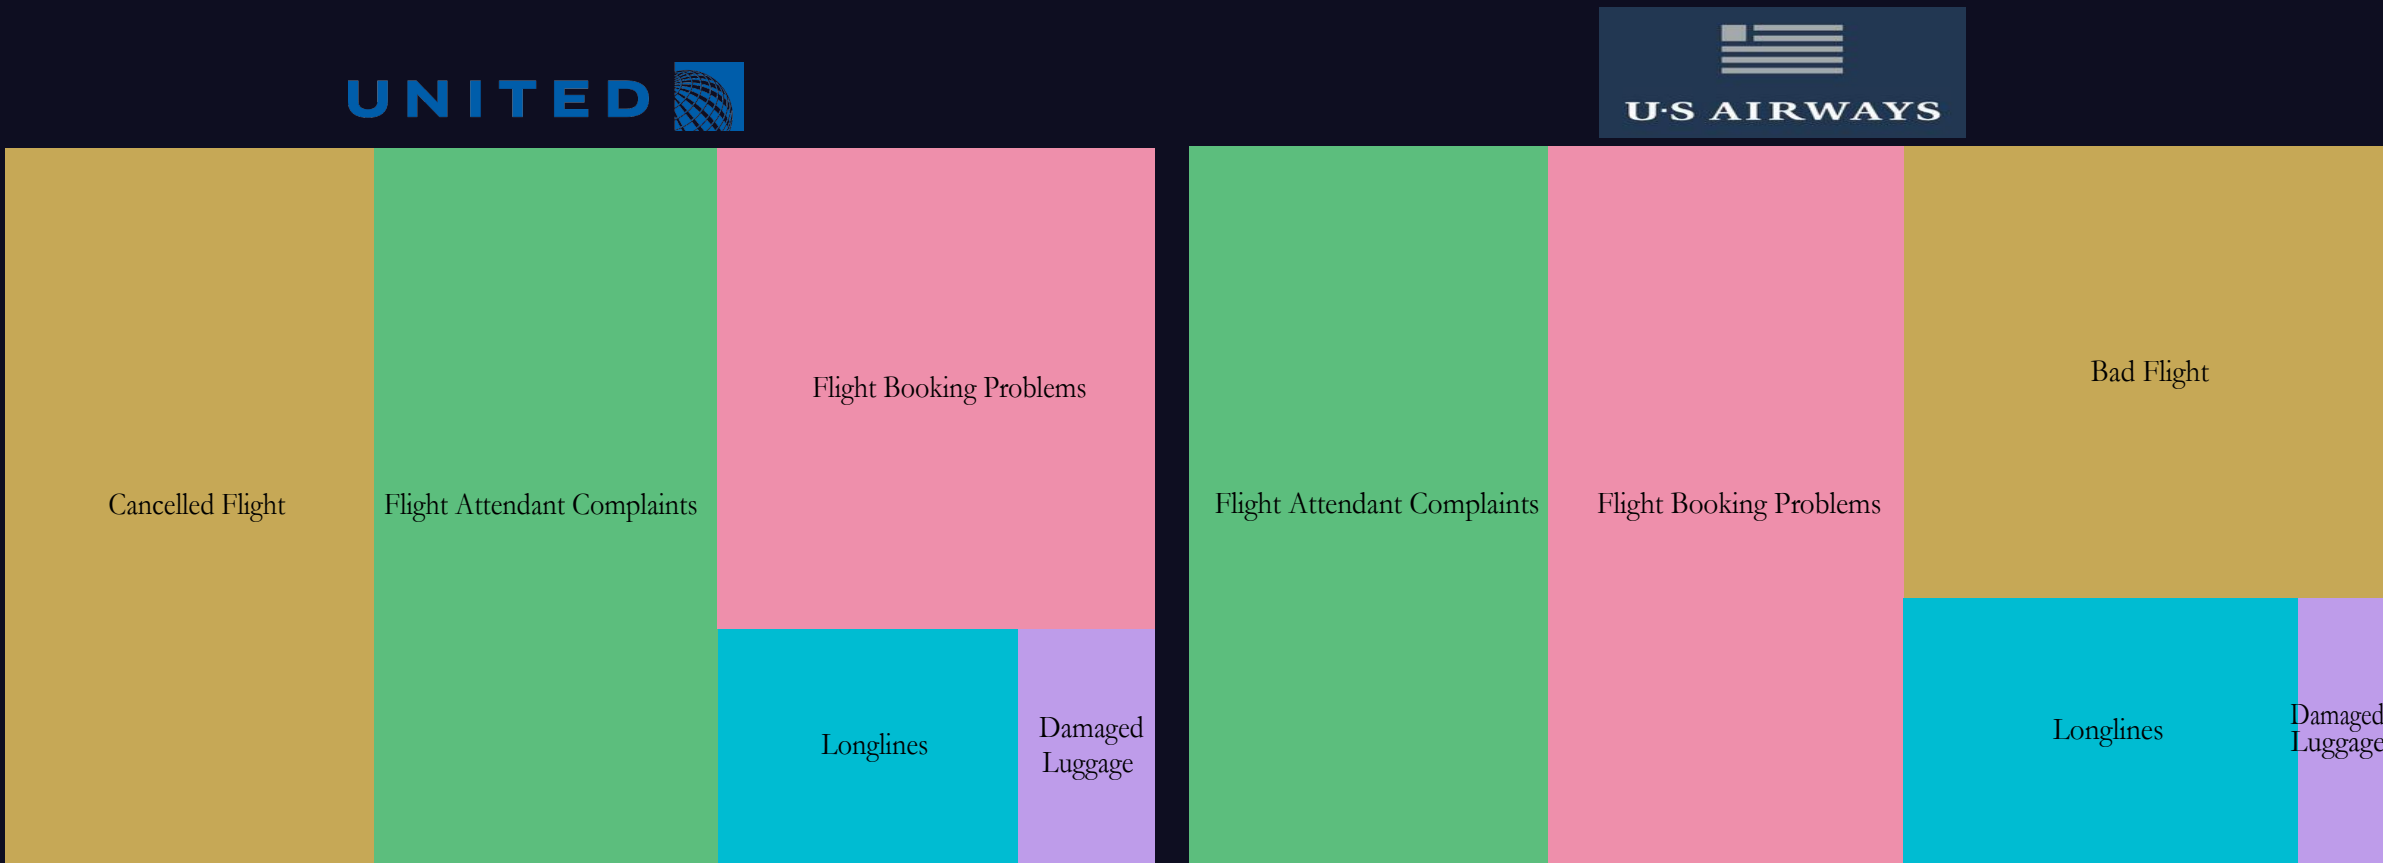 UNITED
U·S AIRWAYS
Cancelled Flight
Flight Attendant Complaints
Flight Booking Problems
Longlines
Damaged
Luggage
Flight Attendant Complaints
Flight Booking Problems
Bad Flight
Longlines
Damaged
Luggage